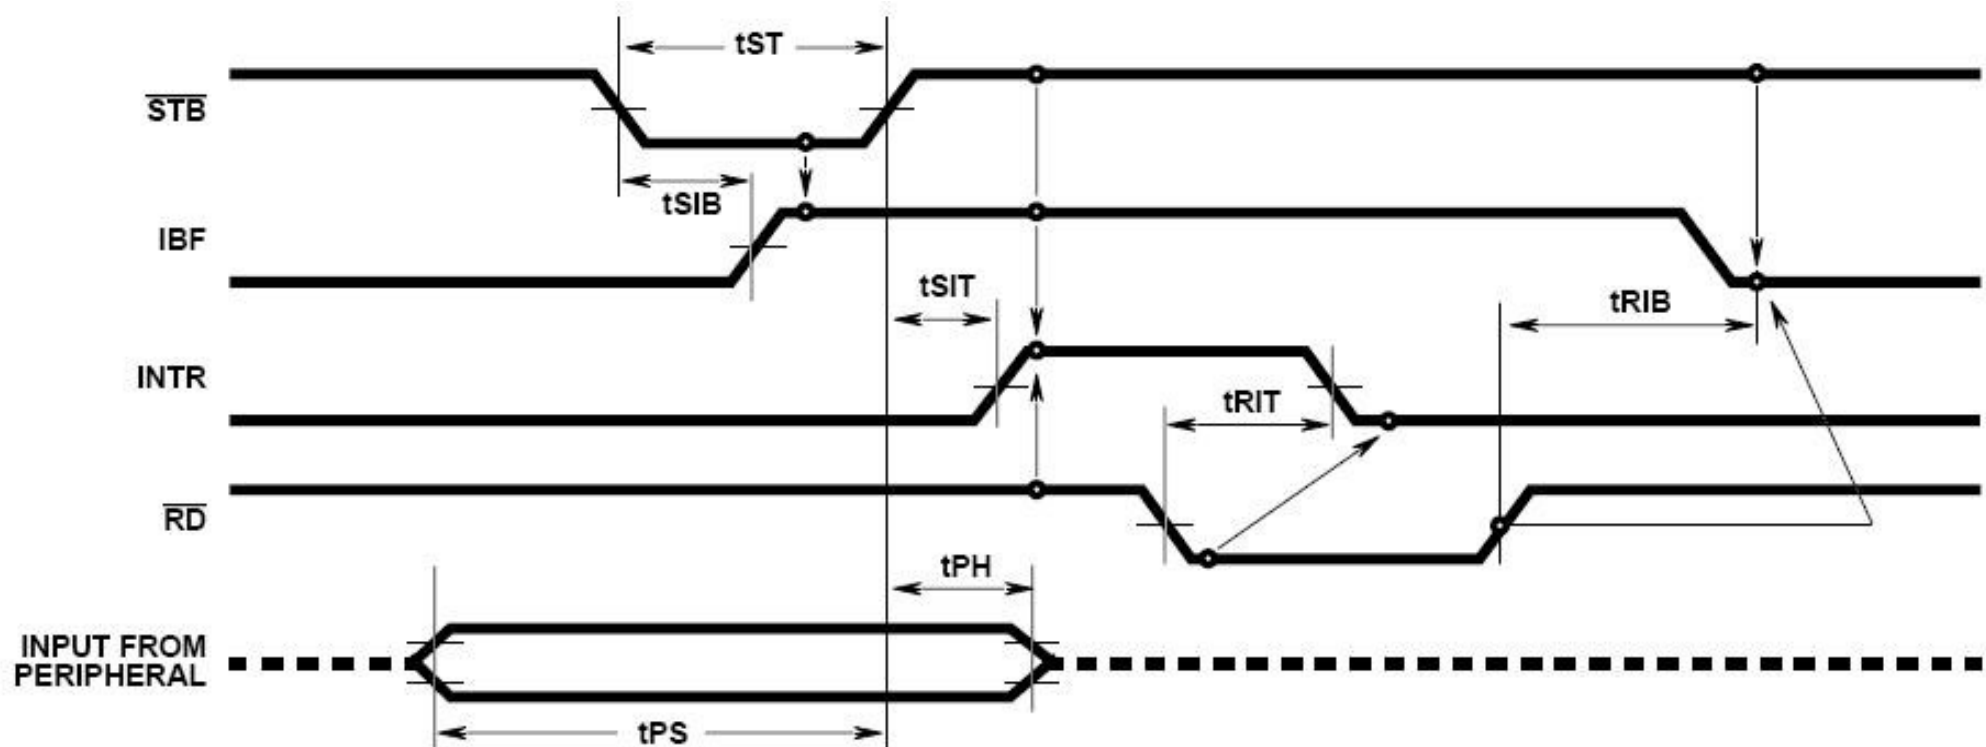 tST
STB
tSIB
IBF
tSIT
tRIB
INTR
tRIT
RD
tPH
INPUT FROM
PERIPHERAL
tPS